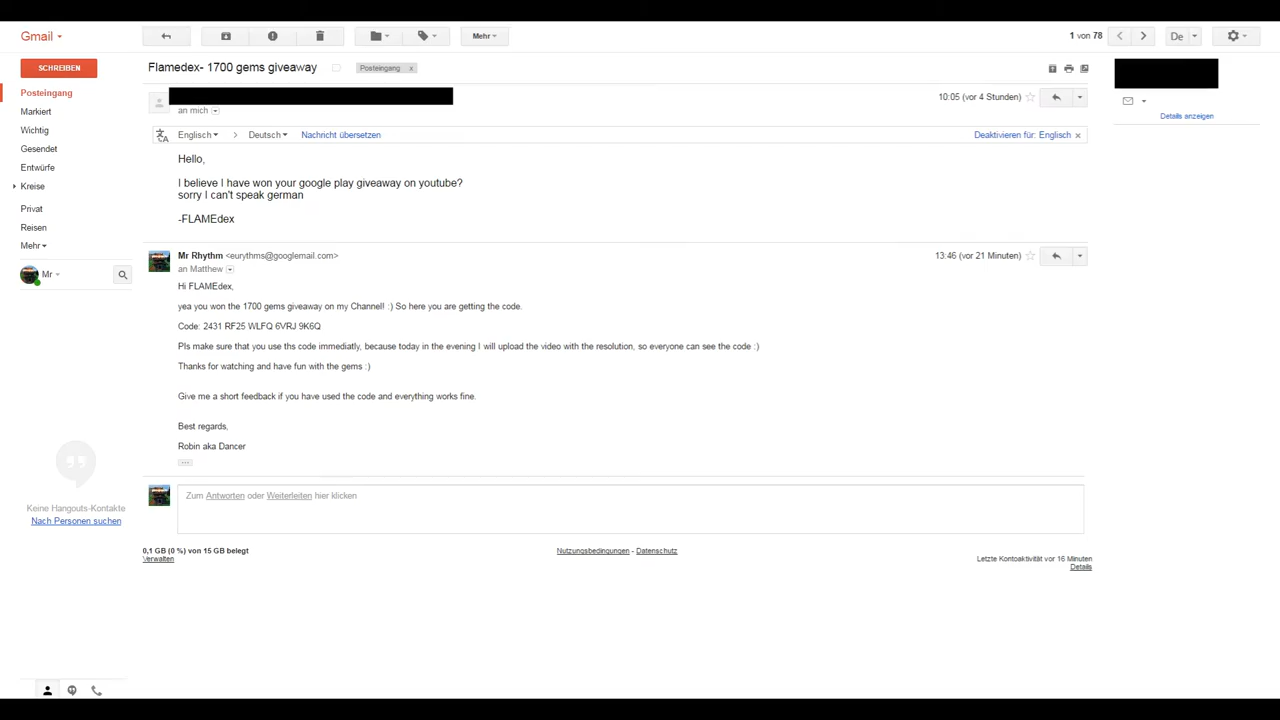 Gmail
Mehr
1 von 78
De
SCHREIBEN
Flamedex- 1700 gems giveaway
Posteingang x
Posteingang
Markiert
Wichtig
Gesendet
Entwürfe
Kreise
Privat
Reisen
Mehr
Mr
10:05 (vor 4 Stunden)
an mich
Details anzeigen
Englisch > Deutsch Nachricht übersetzen
Deaktivieren für: Englisch x
Hello,
I believe I have won your google play giveaway on youtube?
sorry I can't speak german
-FLAMEdex
Mr Rhythm <eurythms@googlemail.com>
13:46 (vor 21 Minuten)
an Matthew
Hi FLAMEdex,
yea you won the 1700 gems giveaway on my Channel! :) So here you are getting the code.
Code: 2431 RF25 WLFQ 6VRJ 9K6Q
Pls make sure that you use ths code immediatly, because today in the evening I will upload the video with the resolution, so everyone can see the code :)
Thanks for watching and have fun with the gems :)
Give me a short feedback if you have used the code and everything works fine.
Best regards,
Robin aka Dancer
Zum Antworten oder Weiterleiten hier klicken
Keine Hangouts-Kontakte
Nach Personen suchen
0,1 GB (0 %) von 15 GB belegt
Verwalten
Nutzungsbedingungen - Datenschutz
Letzte Kontoaktivität vor 16 Minuten
Details